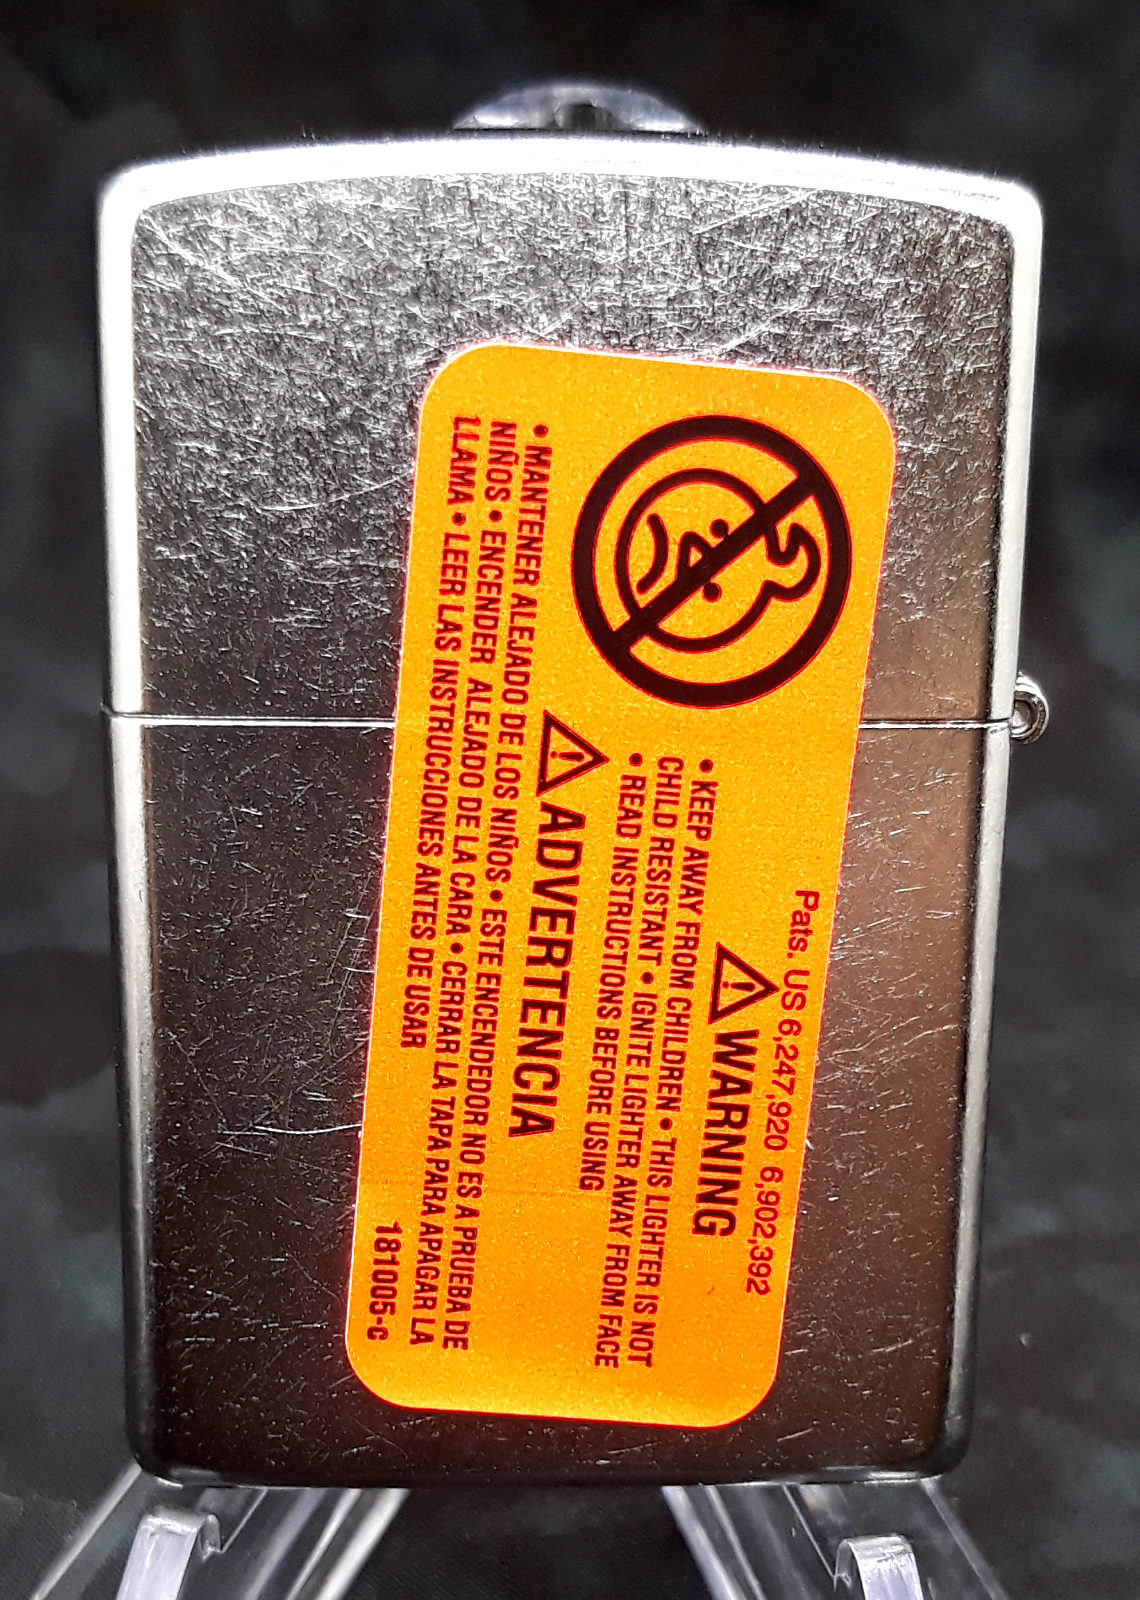 Pats. US 6,247,920 6,902,392
WARNING
• KEEP AWAY FROM CHILDREN • THIS LIGHTER IS NOT
CHILD RESISTANT • IGNITE LIGHTER AWAY FROM FACE
• READ INSTRUCTIONS BEFORE USING
ADVERTENCIA
• MANTENER ALEJADO DE LOS NIÑOS • ESTE ENCENDEDOR NO ES A PRUEBA DE
NIÑOS • ENCENDER ALEJADO DE LA CARA • CERRAR LA TAPA PARA APAGAR LA
LLAMA • LEER LAS INSTRUCCIONES ANTES DE USAR
181005-C